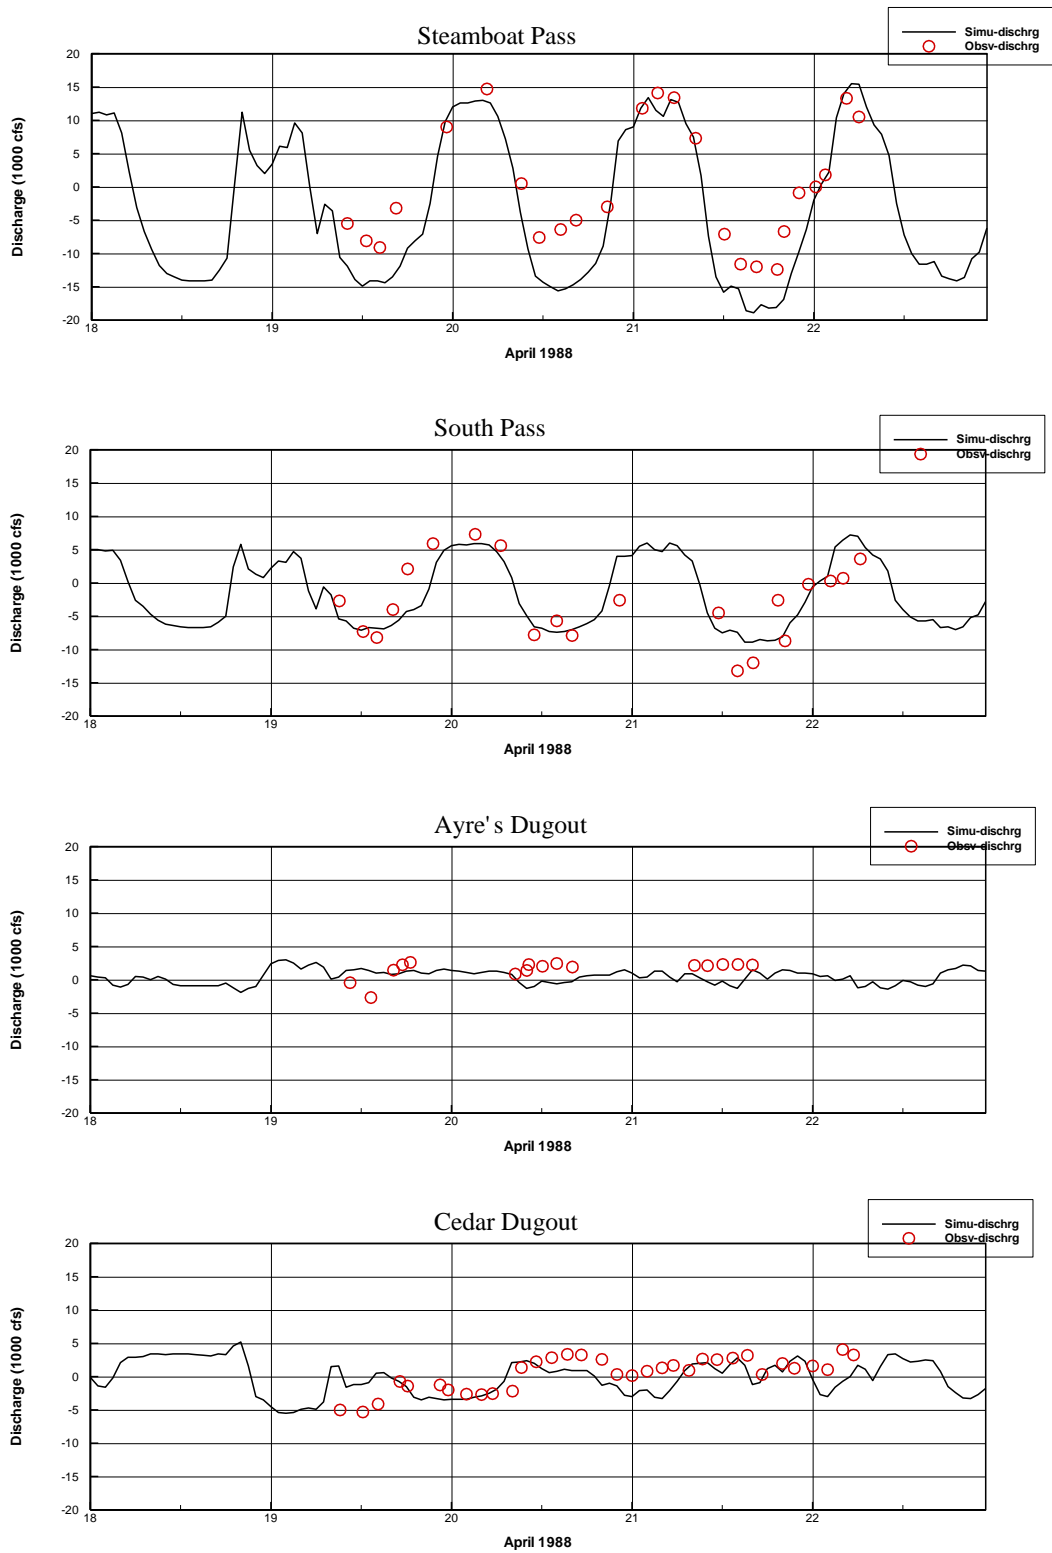 Steamboat Pass
Simu-dischrg
Obsv-dischrg
Discharge (1000 cfs)
20
15
10
5
0
-5
-10
-15
-20
18
19
20
21
22
April 1988
South Pass
Simu-dischrg
Obsv-dischrg
Discharge (1000 cfs)
20
15
10
5
0
-5
-10
-15
-20
18
19
20
21
22
April 1988
Ayre's Dugout
Simu-dischrg
Obsv-dischrg
Discharge (1000 cfs)
20
15
10
5
0
-5
-10
-15
-20
18
19
20
21
22
April 1988
Cedar Dugout
Simu-dischrg
Obsv-dischrg
Discharge (1000 cfs)
20
15
10
5
0
-5
-10
-15
-20
18
19
20
21
22
April 1988